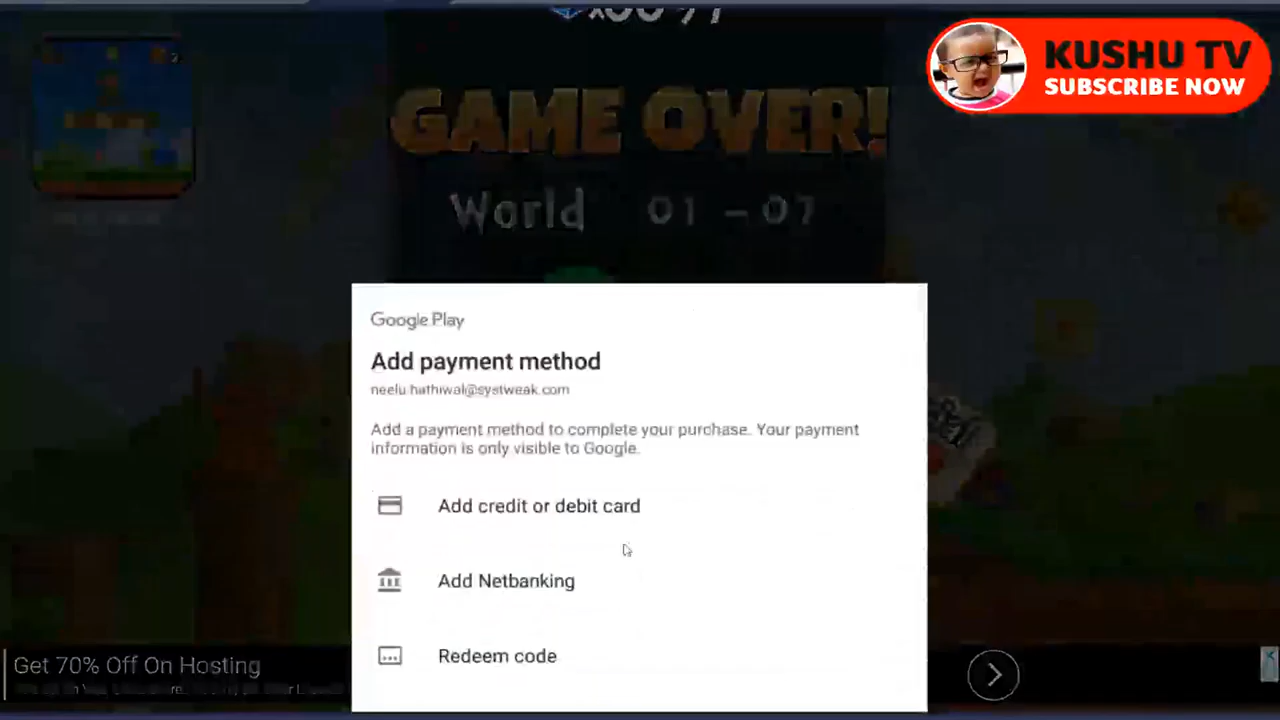 KUSHU TV
SUBSCRIBE NOW
GAME OVER!
World 01 - 07
Google Play
Add payment method
neelu.hathiwal@systweak.com
Add a payment method to complete your purchase. Your payment
information is only visible to Google.
Add credit or debit card
Add Netbanking
Redeem code
Get 70% Off On Hosting